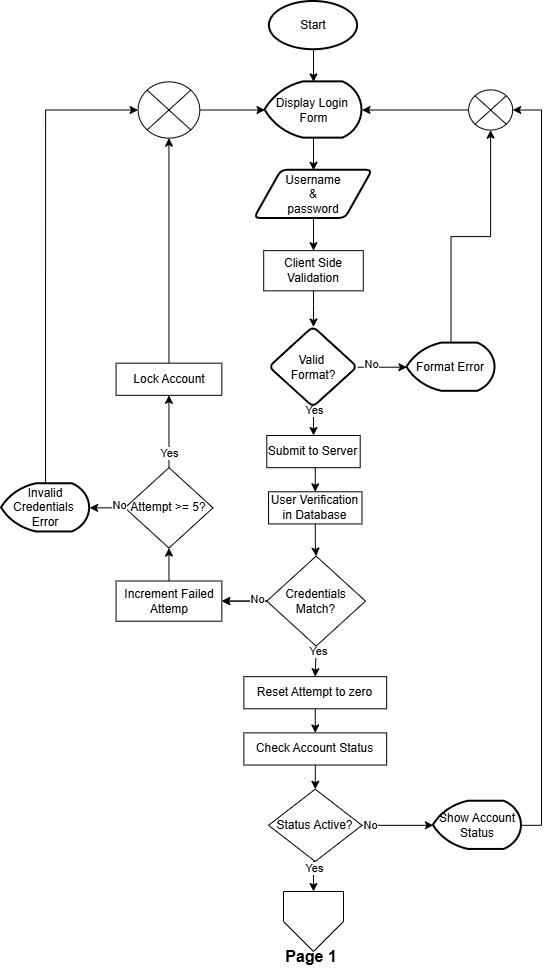 Start
Display Login
Form
Username
&
password
Client Side
Validation
Valid
Format?
No
Format Error
Lock Account
Yes
Submit to Server
Yes
Invalid
Credentials
Error
No
Attempt >= 5?
User Verification
in Database
Increment Failed
Attemp
No
Credentials
Match?
Yes
Reset Attempt to zero
Check Account Status
Status Active?
No
Show Account
Status
Yes
Page 1